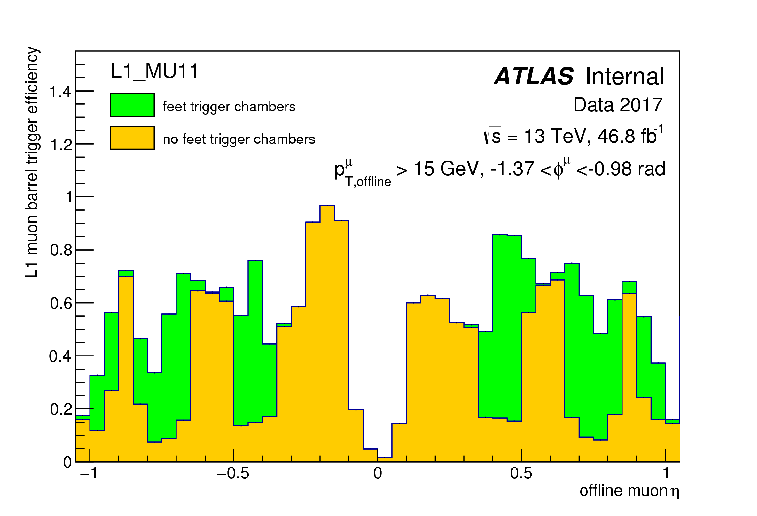 L1_MU11
feet trigger chambers
no feet trigger chambers
ATLAS Internal
Data 2017
√s = 13 TeV, 46.8 fb⁻¹
p^μ_T,offline > 15 GeV, -1.37 <ϕ^μ <-0.98 rad
L1 muon barrel trigger efficiency
1.4
1.2
1
0.8
0.6
0.4
0.2
0
−1 −0.5 0 0.5 1
offline muon η